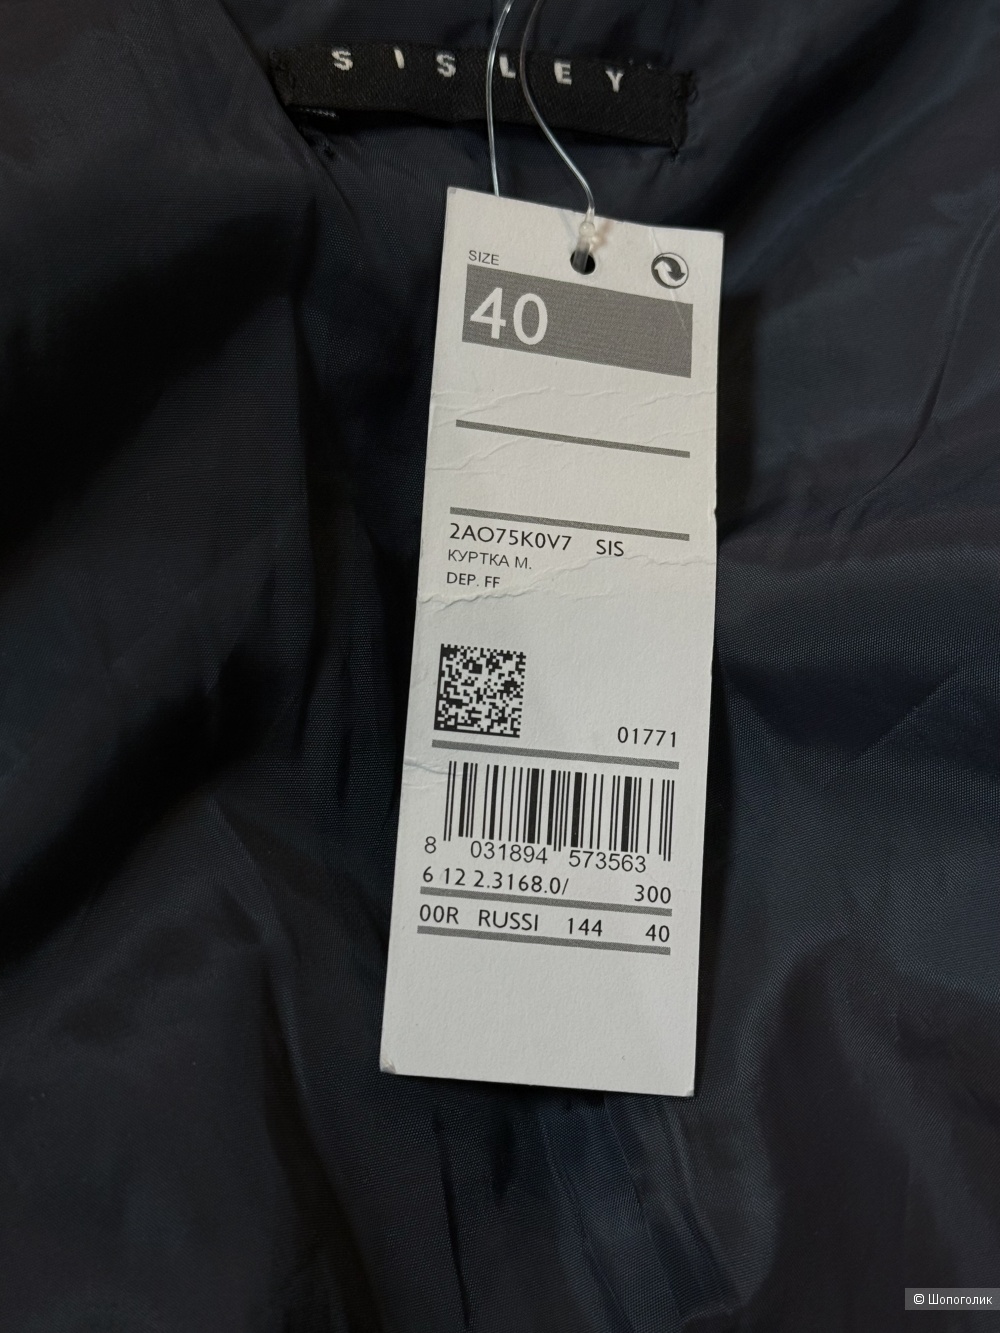 SISLEY
SIZE
40
2AO75K0V7 SIS
КУРТКА М.
DEP. FF
01771
8 031894 573563
6 12 2.3168.0/ 300
00R RUSSI 144 40
© Шопоголик